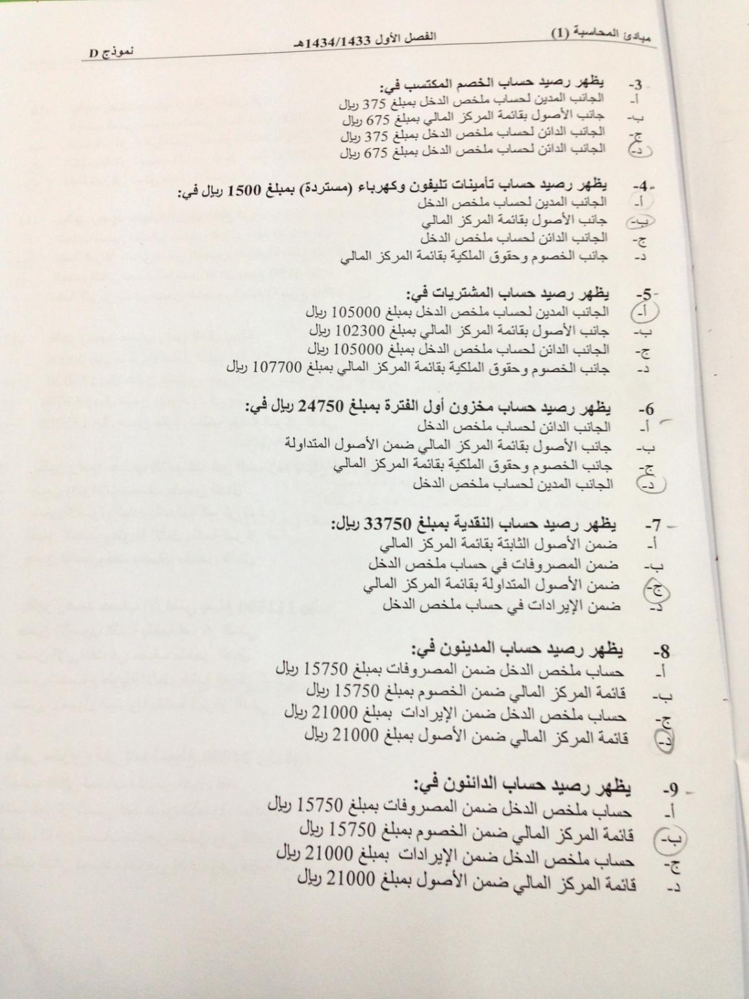 مبادئ المحاسبة (1) الفصل الأول 1434/1433هـ نموذج D
3- يظهر رصيد حساب الخصم المكتسب في:
أ- الجانب المدين لحساب ملخص الدخل بمبلغ 375 ريال
ب- جانب الأصول بقائمة المركز المالي بمبلغ 675 ريال
ج- الجانب الدائن لحساب ملخص الدخل بمبلغ 375 ريال
د- الجانب الدائن لحساب ملخص الدخل بمبلغ 675 ريال
4- يظهر رصيد حساب تأمينات تليفون وكهرباء (مستردة) بمبلغ 1500 ريال في:
أ- الجانب المدين لحساب ملخص الدخل
ب- جانب الأصول بقائمة المركز المالي
ج- الجانب الدائن لحساب ملخص الدخل
د- جانب الخصوم وحقوق الملكية بقائمة المركز المالي
5- يظهر رصيد حساب المشتريات في:
أ- الجانب المدين لحساب ملخص الدخل بمبلغ 105000 ريال
ب- جانب الأصول بقائمة المركز المالي بمبلغ 102300 ريال
ج- الجانب الدائن لحساب ملخص الدخل بمبلغ 105000 ريال
د- جانب الخصوم وحقوق الملكية بقائمة المركز المالي بمبلغ 107700 ريال
6- يظهر رصيد حساب مخزون أول الفترة بمبلغ 24750 ريال في:
أ- الجانب الدائن لحساب ملخص الدخل
ب- جانب الأصول بقائمة المركز المالي ضمن الأصول المتداولة
ج- جانب الخصوم وحقوق الملكية بقائمة المركز المالي
د- الجانب المدين لحساب ملخص الدخل
7- يظهر رصيد حساب النقدية بمبلغ 33750 ريال:
أ- ضمن الأصول الثابتة بقائمة المركز المالي
ب- ضمن المصروفات في حساب ملخص الدخل
ج- ضمن الأصول المتداولة بقائمة المركز المالي
د- ضمن الإيرادات في حساب ملخص الدخل
8- يظهر رصيد حساب المدينون في:
أ- حساب ملخص الدخل ضمن المصروفات بمبلغ 15750 ريال
ب- قائمة المركز المالي ضمن الخصوم بمبلغ 15750 ريال
ج- حساب ملخص الدخل ضمن الإيرادات بمبلغ 21000 ريال
د- قائمة المركز المالي ضمن الأصول بمبلغ 21000 ريال
9- يظهر رصيد حساب الدائنون في:
أ- حساب ملخص الدخل ضمن المصروفات بمبلغ 15750 ريال
ب- قائمة المركز المالي ضمن الخصوم بمبلغ 15750 ريال
ج- حساب ملخص الدخل ضمن الإيرادات بمبلغ 21000 ريال
د- قائمة المركز المالي ضمن الأصول بمبلغ 21000 ريال